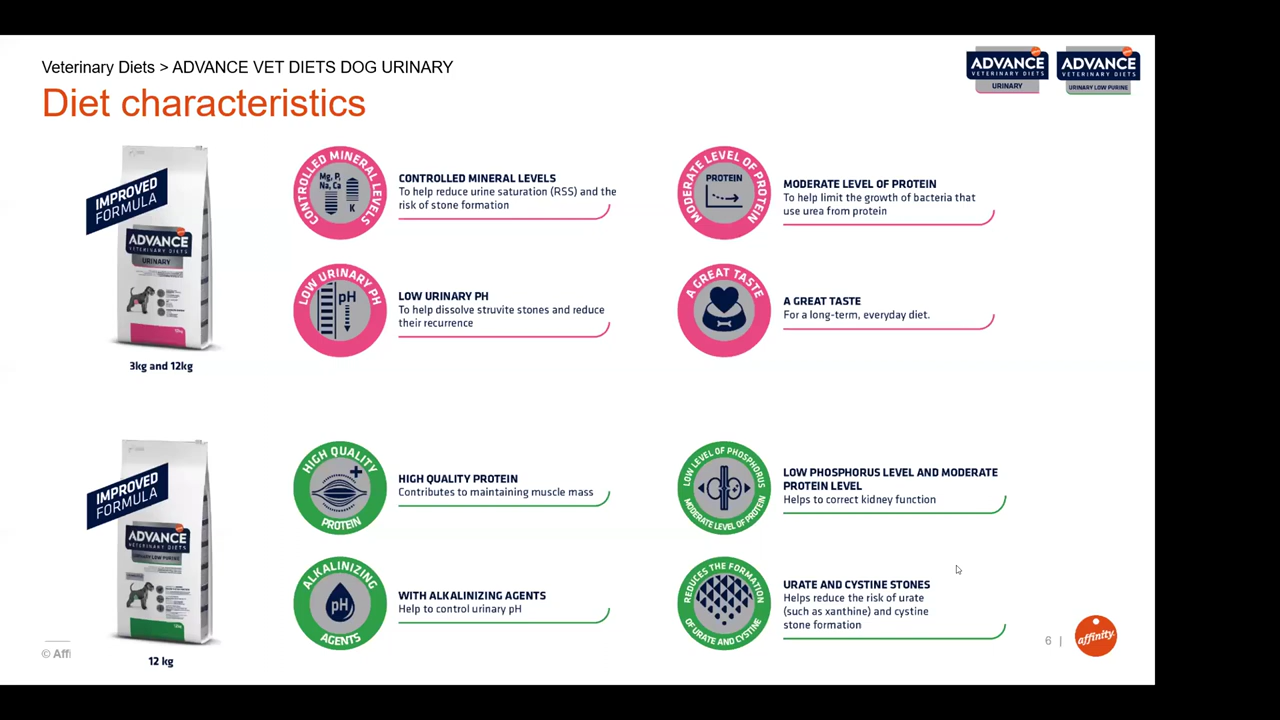 Veterinary Diets > ADVANCE VET DIETS DOG URINARY
Diet characteristics
ADVANCE
VETERINARY DIETS
URINARY
ADVANCE
VETERINARY DIETS
URINARY LOW PURINE
IMPROVED
FORMULA
ADVANCE
VETERINARY DIETS
URINARY
3kg and 12kg
CONTROLLED MINERAL LEVELS
Mg, P,
Na, Ca
K
CONTROLLED MINERAL LEVELS
To help reduce urine saturation (RSS) and the
risk of stone formation
MODERATE LEVEL OF PROTEIN
PROTEIN
MODERATE LEVEL OF PROTEIN
To help limit the growth of bacteria that
use urea from protein
LOW URINARY PH
pH
LOW URINARY PH
To help dissolve struvite stones and reduce
their recurrence
A GREAT TASTE
A GREAT TASTE
For a long-term, everyday diet.
IMPROVED
FORMULA
ADVANCE
VETERINARY DIETS
URINARY LOW PURINE
12 kg
HIGH QUALITY
PROTEIN
HIGH QUALITY PROTEIN
Contributes to maintaining muscle mass
LOW LEVEL OF PHOSPHORUS
MODERATE LEVEL OF PROTEIN
LOW PHOSPHORUS LEVEL AND MODERATE
PROTEIN LEVEL
Helps to correct kidney function
ALKALINIZING
pH
AGENTS
WITH ALKALINIZING AGENTS
Help to control urinary pH
REDUCES THE FORMATION
OF URATE AND CYSTINE
URATE AND CYSTINE STONES
Helps reduce the risk of urate
(such as xanthine) and cystine
stone formation
© Affi
6 |
affinity